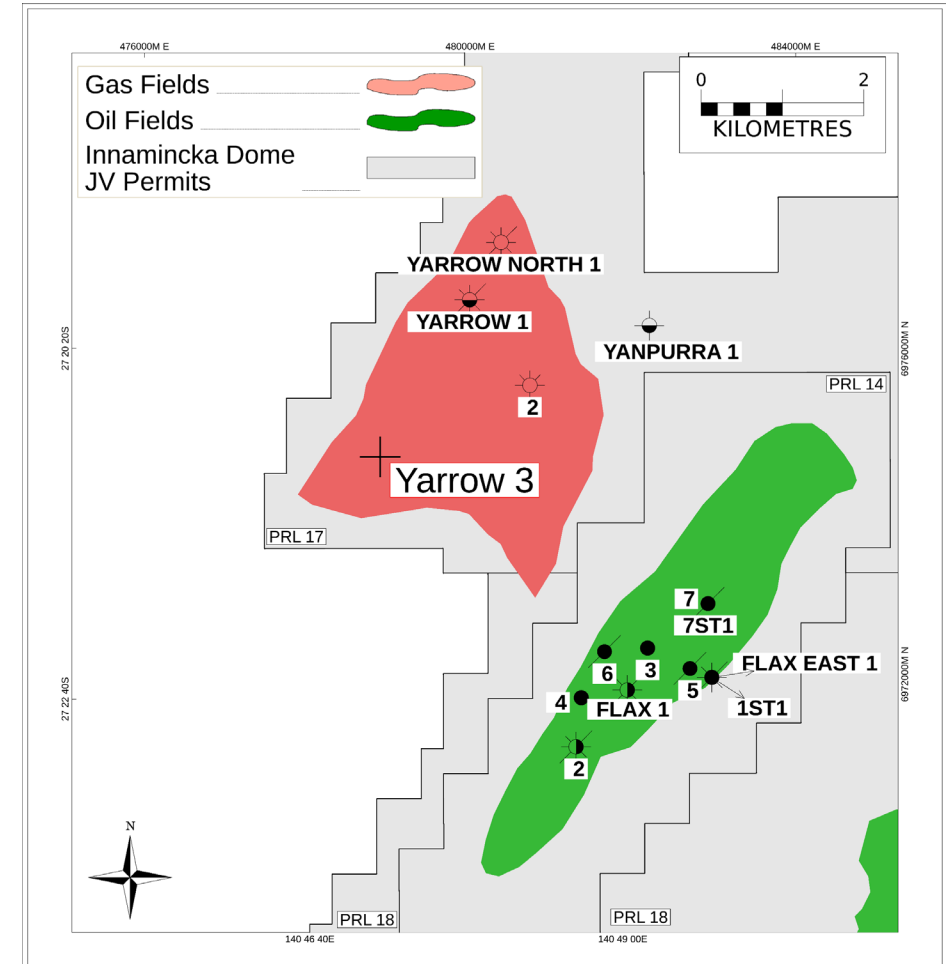 476000M E
480000M E
484000M E
Gas Fields
Oil Fields
Innamincka Dome
JV Permits
0 2
KILOMETRES
YARROW NORTH 1
YARROW 1
YANPURRA 1
27 20 20S
6976000M N
PRL 14
2
Yarrow 3
PRL 17
7
7ST1
FLAX EAST 1
6
3
5
1ST1
4
FLAX 1
27 22 40S
6972000M N
2
N
PRL 18
PRL 18
140 46 40E
140 49 00E